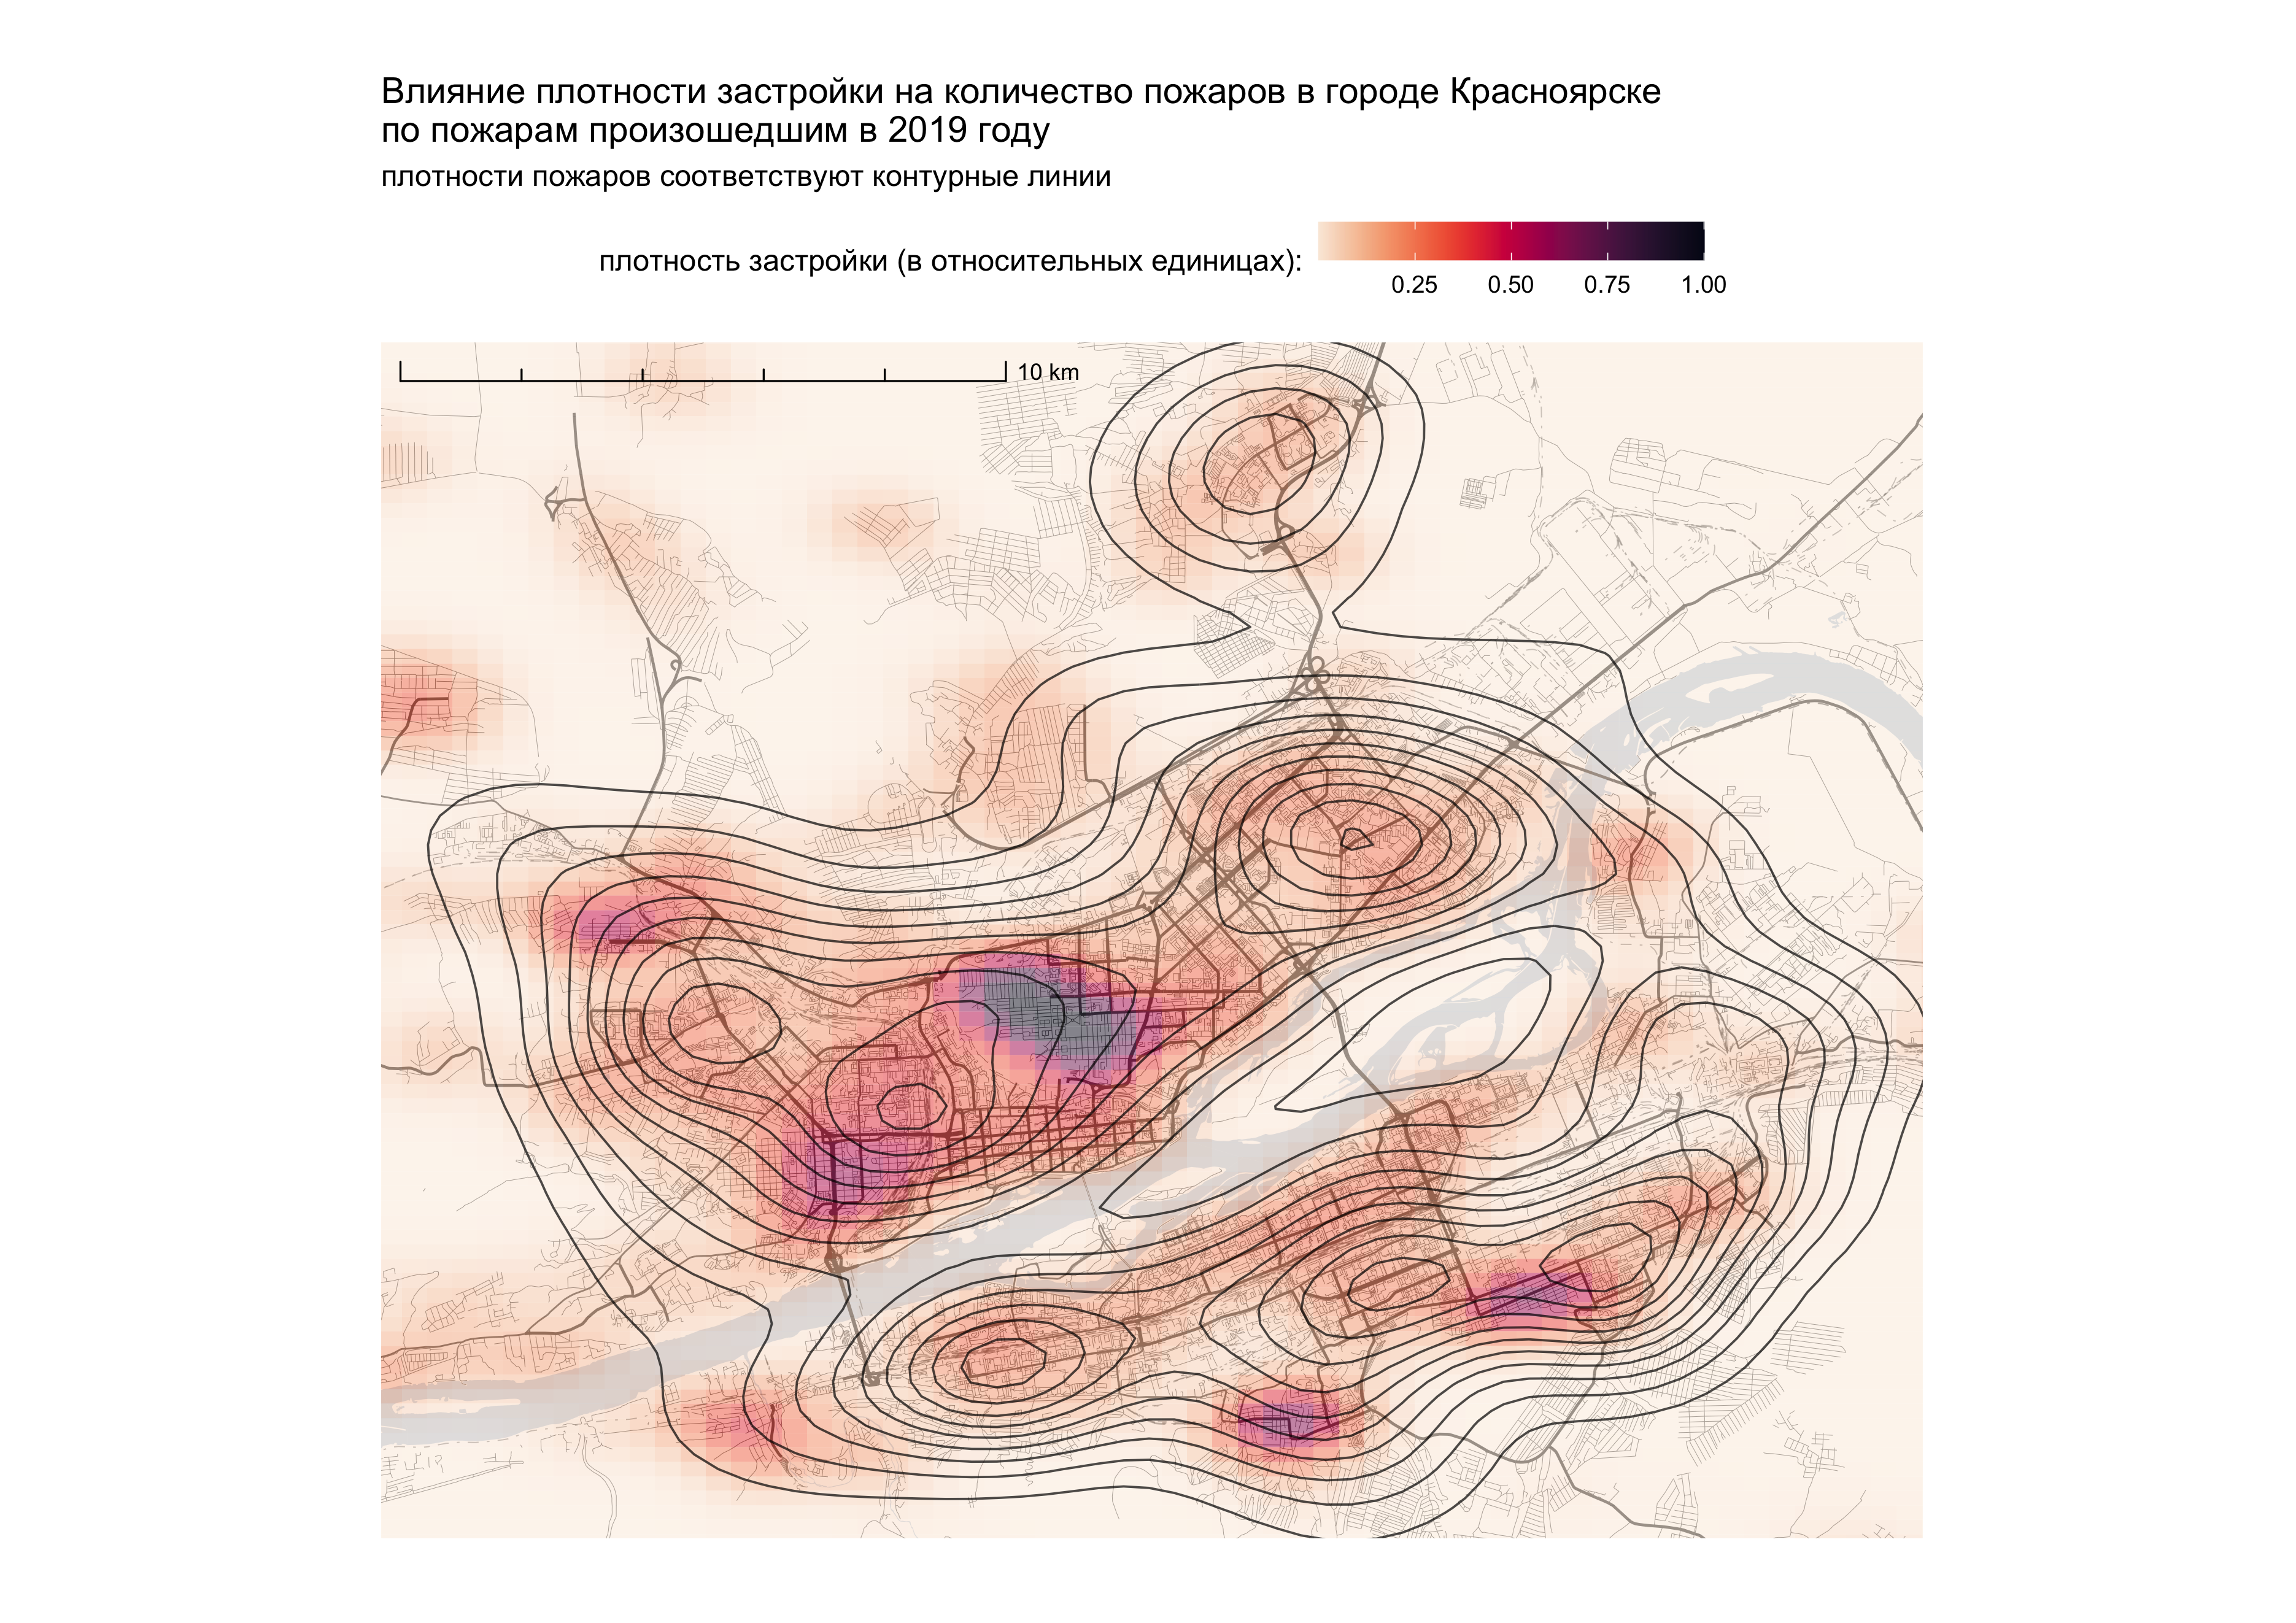 Влияние плотности застройки на количество пожаров в городе Красноярске
по пожарам произошедшим в 2019 году
плотности пожаров соответствуют контурные линии
плотность застройки (в относительных единицах):
0.25 0.50 0.75 1.00
10 km